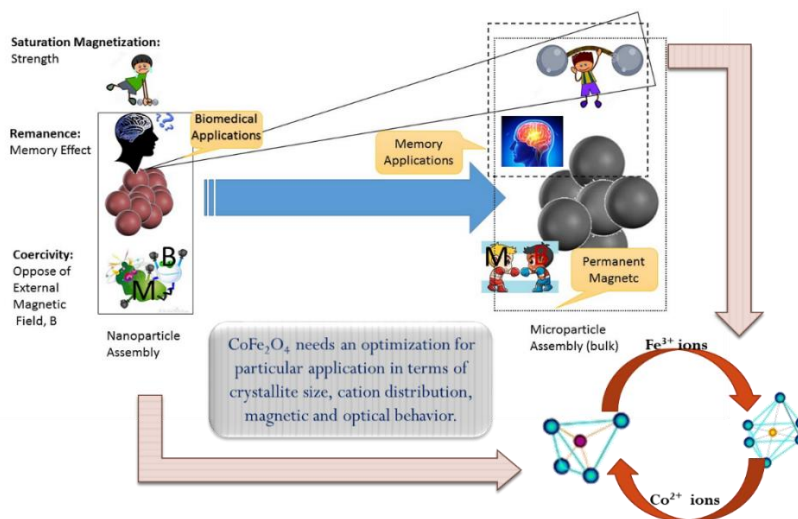 Saturation Magnetization:
Strength
Remanence:
Memory Effect
Biomedical
Applications
Memory
Applications
Coercivity:
Oppose of
External
Magnetic
Field, B
B
M
M
B
Permanent
Magnetc
Nanoparticle
Assembly
Microparticle
Assembly (bulk)
CoFe₂O₄ needs an optimization for
particular application in terms of
crystallite size, cation distribution,
magnetic and optical behavior.
Fe³⁺ ions
Co²⁺ ions